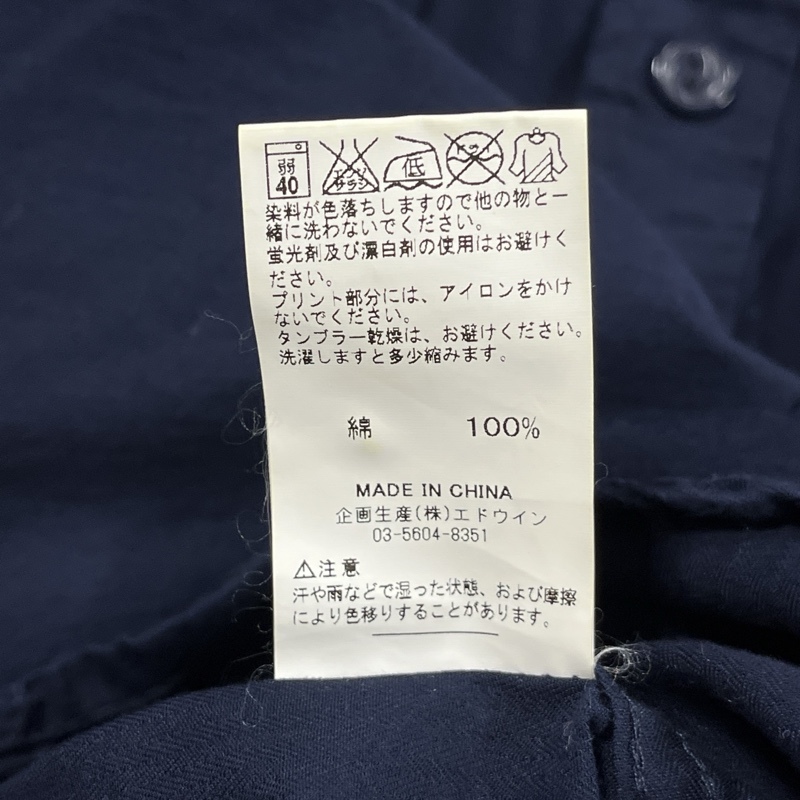 弱
40
エンソ
サラシ
低
ドライ
染料が色落ちしますので他の物と一
緒に洗わないでください。
蛍光剤及び漂白剤の使用はお避けく
ださい。
プリント部分には、アイロンをかけ
ないでください。
タンブラー乾燥は、お避けください。
洗濯しますと多少縮みます。
綿 100%
MADE IN CHINA
企画生産(株)エドウイン
03-5604-8351
⚠注意
汗や雨などで湿った状態、および摩擦
により色移りすることがあります。